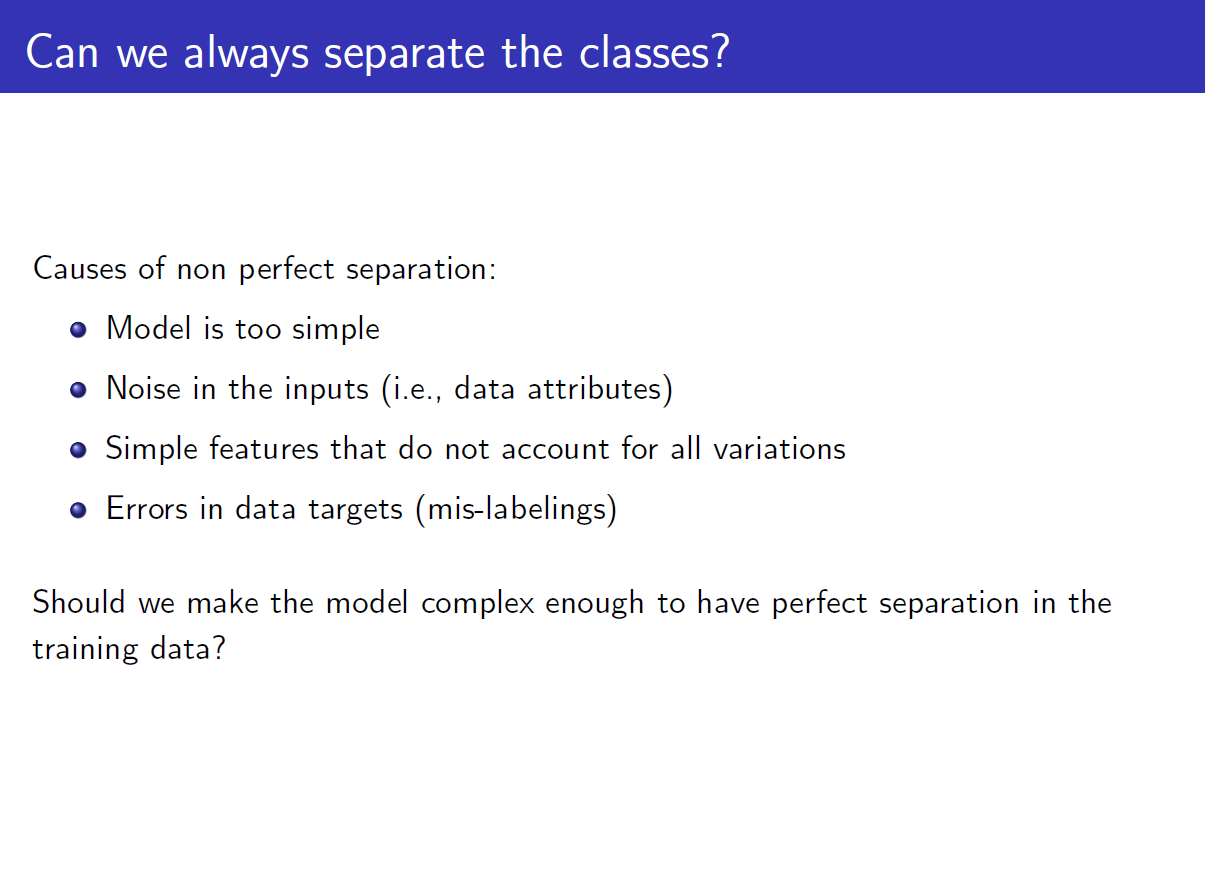 Can we always separate the classes?
Causes of non perfect separation:
Model is too simple
Noise in the inputs (i.e., data attributes)
Simple features that do not account for all variations
Errors in data targets (mis-labelings)
Should we make the model complex enough to have perfect separation in the
training data?